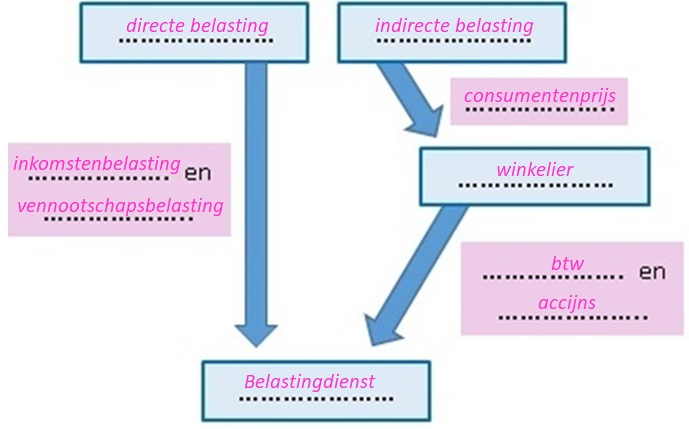 directe belasting
indirecte belasting
consumentenprijs
inkomstenbelasting en
vennootschapsbelasting
winkelier
btw en
accijns
Belastingdienst